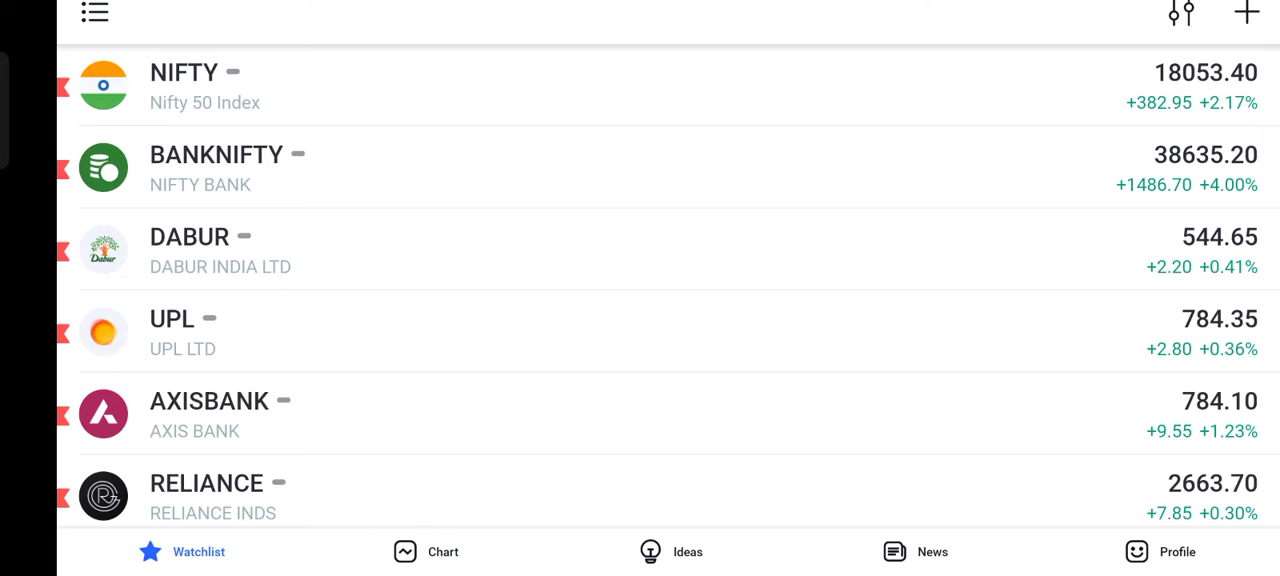 NIFTY
18053.40
Nifty 50 Index
+382.95 +2.17%
BANKNIFTY
38635.20
NIFTY BANK
+1486.70 +4.00%
Dabur
DABUR
544.65
DABUR INDIA LTD
+2.20 +0.41%
UPL
784.35
UPL LTD
+2.80 +0.36%
AXISBANK
784.10
AXIS BANK
+9.55 +1.23%
RELIANCE
2663.70
RELIANCE INDS
+7.85 +0.30%
Watchlist
Chart
Ideas
News
Profile